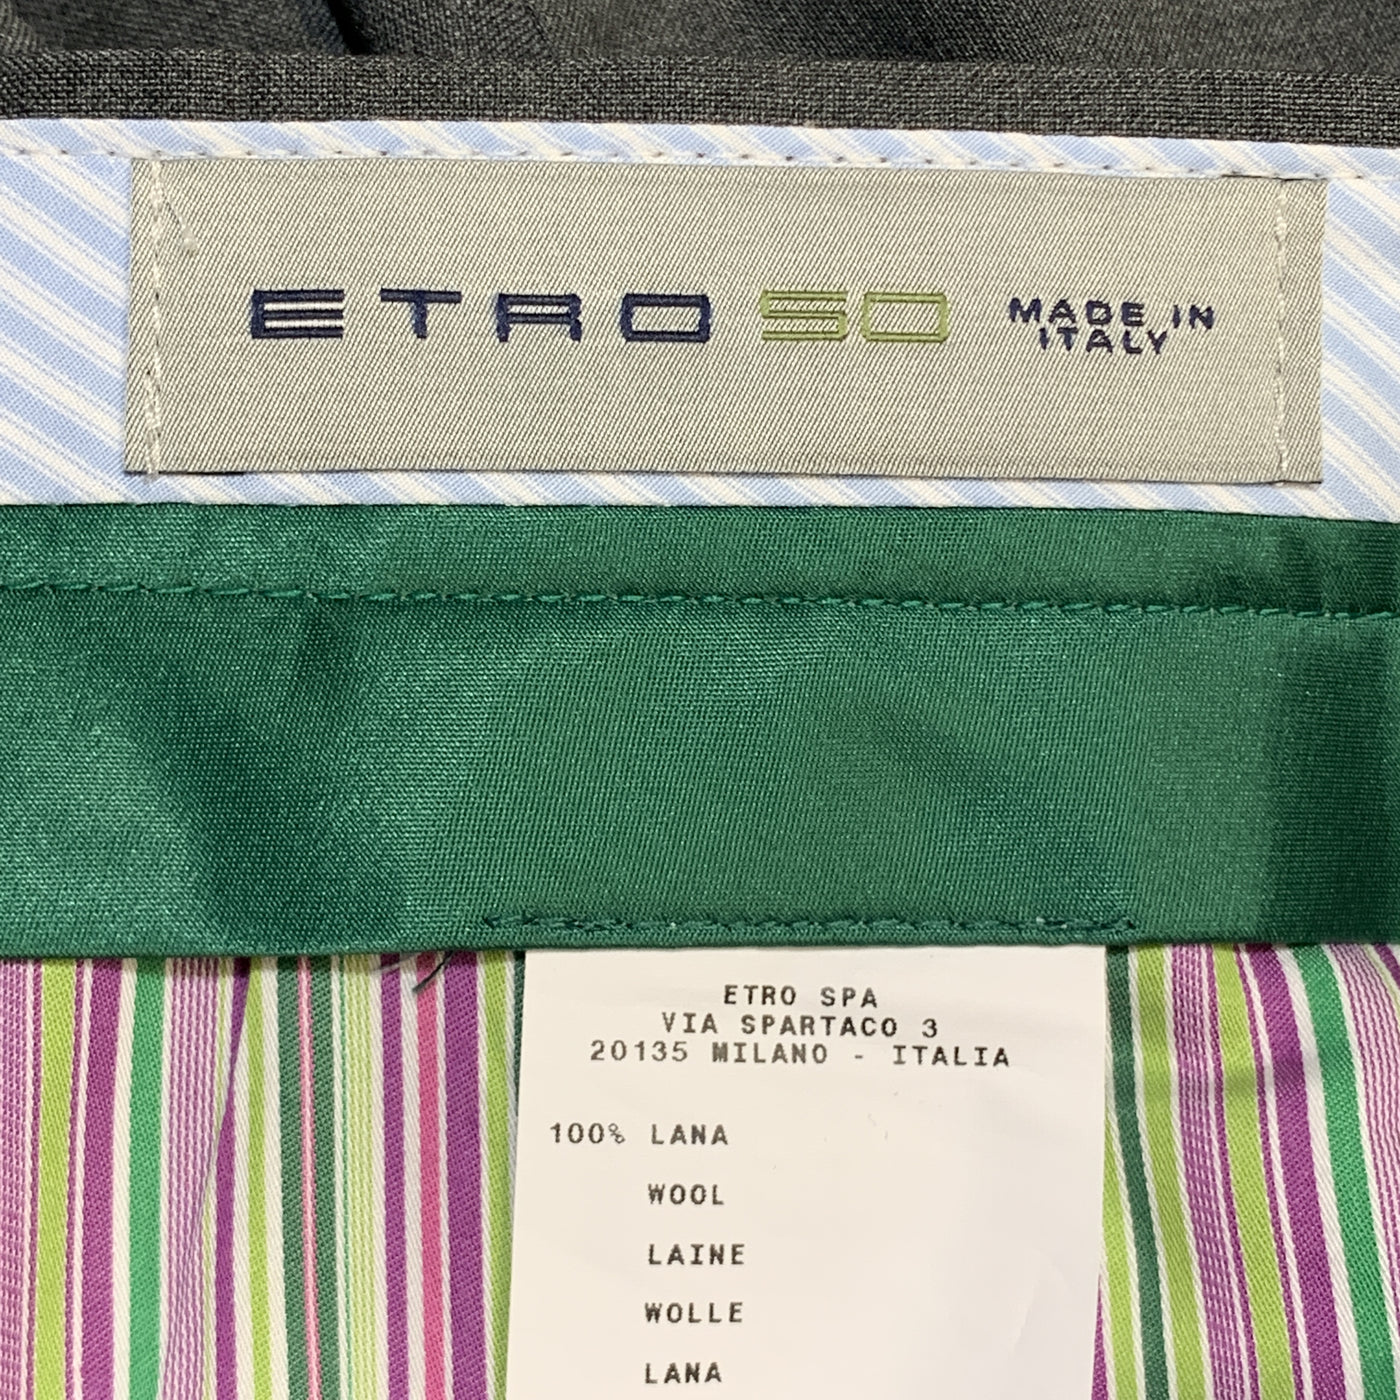 ETRO 50
MADE IN
ITALY
ETRO SPA
VIA SPARTACO 3
20135 MILANO - ITALIA
100% LANA
WOOL
LAINE
WOLLE
LANA